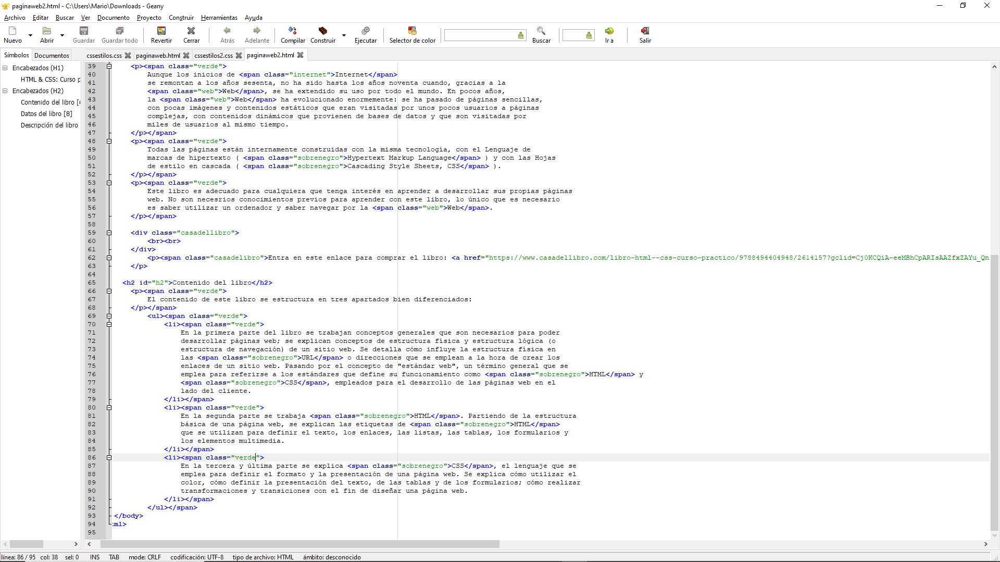 paginaweb2.html - C:\Users\Mario\Downloads - Geany
Archivo Editar Buscar Ver Documento Proyecto Construir Herramientas Ayuda
Nuevo Abrir Guardar Guardar todo Revertir Cerrar Atrás Adelante Compilar Construir Ejecutar Selector de color Buscar Ir a Salir
Símbolos Documentos cssestilos.css paginaweb.html cssestilos2.css paginaweb2.html
Encabezados (H1)
HTML & CSS: Curso p
Encabezados (H2)
Contenido del libro [
Datos del libro [8]
Descripción del libro
39 <p><span class="verde">
40 Aunque los inicios de <span class="internet">Internet</span>
41 se remontan a los años sesenta, no ha sido hasta los años noventa cuando, gracias a la
42 <span class="web">Web</span>, se ha extendido su uso por todo el mundo. En pocos años,
43 la <span class="web">Web</span> ha evolucionado enormemente: se ha pasado de páginas sencillas,
44 con pocas imágenes y contenidos estáticos que eran visitadas por unos pocos usuarios a páginas
45 complejas, con contenidos dinámicos que provienen de bases de datos y que son visitadas por
46 miles de usuarios al mismo tiempo.
47 </p></span>
48 <p><span class="verde">
49 Todas las páginas están internamente construidas con la misma tecnología, con el Lenguaje de
50 marcas de hipertexto ( <span class="sobrenegro">Hypertext Markup Language</span> ) y con las Hojas
51 de estilo en cascada ( <span class="sobrenegro">Cascading Style Sheets, CSS</span> ).
52 </p></span>
53 <p><span class="verde">
54 Este libro es adecuado para cualquiera que tenga interés en aprender a desarrollar sus propias páginas
55 web. No son necesrios conocimientos previos para aprender con este libro, lo único que es necesario
56 es saber utilizar un ordenador y saber navegar por la <span class="web">Web</span>.
57 </p></span>
58
59 <div class="casadellibro">
60 <br><br>
61 </div>
62 <p><span class="casadelibro">Entra en este enlace para comprar el libro: <a href="https://www.casadellibro.com/libro-html--css-curso-practico/9788494404948/2614157?gclid=Cj0KCQiA-eeMBhCpARIsAAZfxZAYu_Qn
63 </p>
64
65 <h2 id="h2">Contenido del libro</h2>
66 <p><span class="verde">
67 El contenido de este libro se estructura en tres apartados bien diferenciados:
68 </p></span>
69 <ul><span class="verde">
70 <li><span class="verde">
71 En la primera parte del libro se trabajan conceptos generales que son necesarios para poder
72 desarrollar páginas web; se explican conceptos de estructura física y estructura lógica (o
73 estructura de navegación) de un sitio web. Se detalla cómo influye la estructura física en
74 las <span class="sobrenegro">URL</span> o direcciones que se emplean a la hora de crear los
75 enlaces de un sitio web. Pasando por el concepto de "estándar web", un término general que se
76 emplea para referirse a los estándares que define su funcionamiento como <span class="sobrenegro">HTML</span> y
77 <span class="sobrenegro">CSS</span>, empleados para el desarrollo de las páginas web en el
78 lado del cliente.
79 </li></span>
80 <li><span class="verde">
81 En la segunda parte se trabaja <span class="sobrenegro">HTML</span>. Partiendo de la estructura
82 básica de una página web, se explican las etiquetas de <span class="sobrenegro">HTML</span>
83 que se utilizan para definir el texto, los enlaces, las listas, las tablas, los formularios y
84 los elementos multimedia.
85 </li></span>
86 <li><span class="verde">
87 En la tercera y última parte se explica <span class="sobrenegro">CSS</span>, el lenguaje que se
88 emplea para definir el formato y la presentación de una página web. Se explica cómo utilizar el
89 color, cómo definir la presentación del texto, de las tablas y de los formularios; cómo realizar
90 transformaciones y transiciones con el fin de diseñar una página web.
91 </li></span>
92 </ul></span>
93 </body>
94 ml>
95
línea: 86 / 95 col: 38 sel: 0 INS TAB mode: CRLF codificación: UTF-8 tipo de archivo: HTML ámbito: desconocido